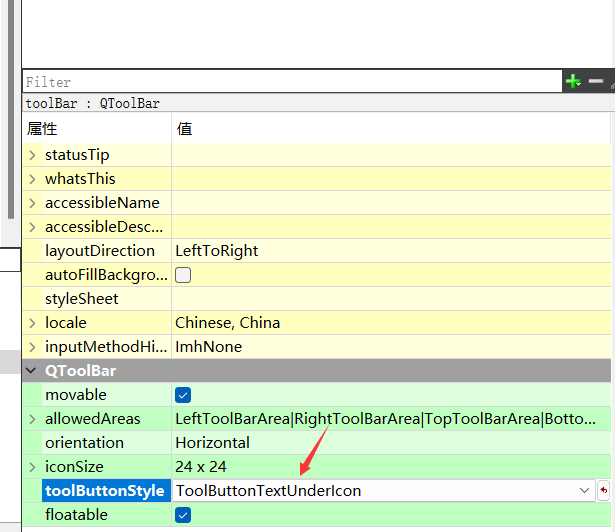 Filter
toolBar : QToolBar
属性 值
statusTip
whatsThis
accessibleName
accessibleDesc...
layoutDirection LeftToRight
autoFillBackgro...
styleSheet
locale Chinese, China
inputMethodHi... ImhNone
QToolBar
movable
allowedAreas LeftToolBarArea|RightToolBarArea|TopToolBarArea|Botto...
orientation Horizontal
iconSize 24 x 24
toolButtonStyle ToolButtonTextUnderIcon
floatable